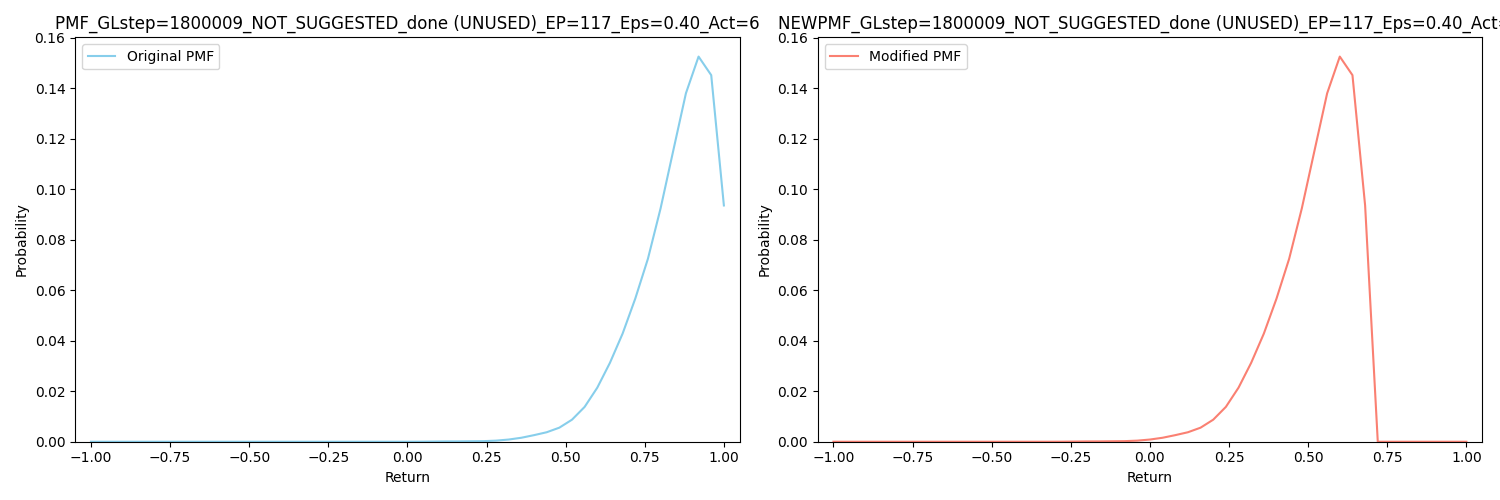 PMF_GLstep=1800009_NOT_SUGGESTED_done (UNUSED)_EP=117_Eps=0.40_Act=6
Original PMF
0.16
0.14
0.12
0.10
0.08
0.06
0.04
0.02
0.00
Probability
−1.00 −0.75 −0.50 −0.25 0.00 0.25 0.50 0.75 1.00
Return
NEWPMF_GLstep=1800009_NOT_SUGGESTED_done (UNUSED)_EP=117_Eps=0.40_Act=
Modified PMF
0.16
0.14
0.12
0.10
0.08
0.06
0.04
0.02
0.00
Probability
−1.00 −0.75 −0.50 −0.25 0.00 0.25 0.50 0.75 1.00
Return